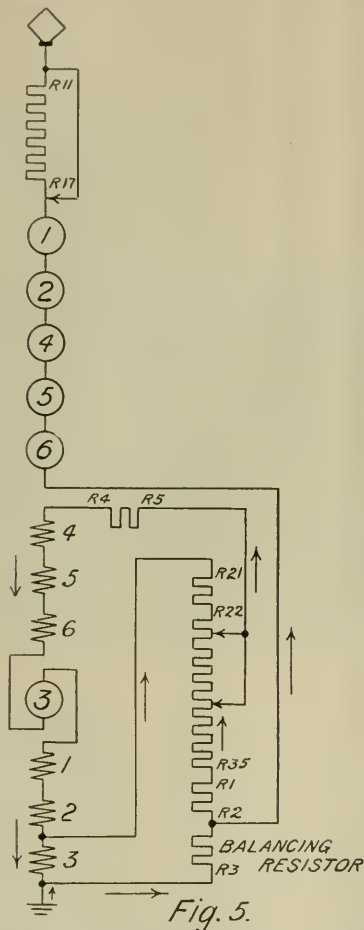 R11
R17
1
2
4
5
6
R4 R5
4
5
6
R21
R22
3
1
2
3
R35
R1
R2
BALANCING
RESISTOR
R3
Fig. 5.